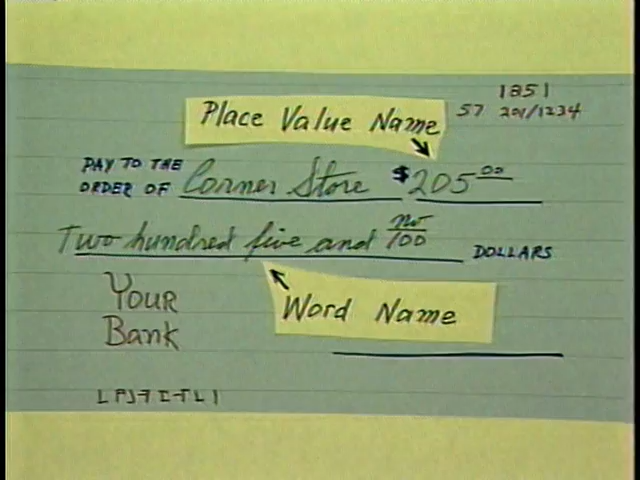 1851
57 201/1234
Place Value Name
PAY TO THE
ORDER OF Corner Store $205.00
Two hundred five and no/100 DOLLARS
YOUR
Bank
Word Name